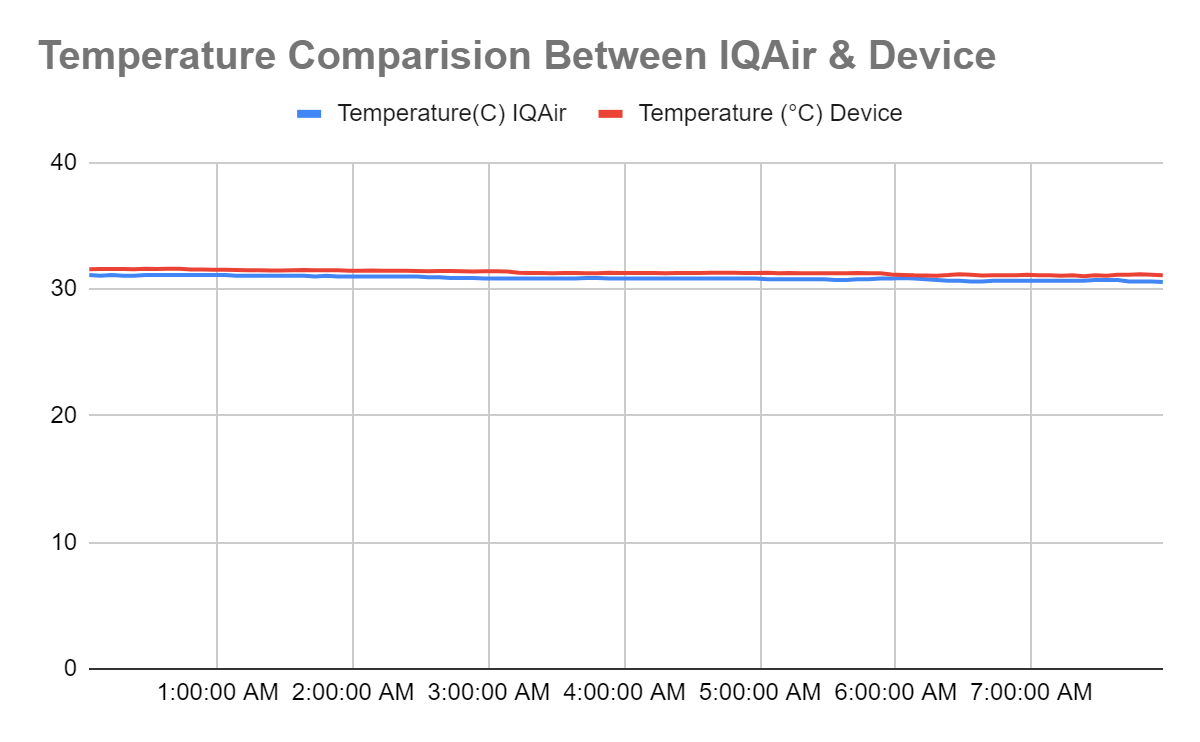 Temperature Comparision Between IQAir & Device
Temperature(C) IQAir Temperature (°C) Device
40
30
20
10
0
1:00:00 AM 2:00:00 AM 3:00:00 AM 4:00:00 AM 5:00:00 AM 6:00:00 AM 7:00:00 AM